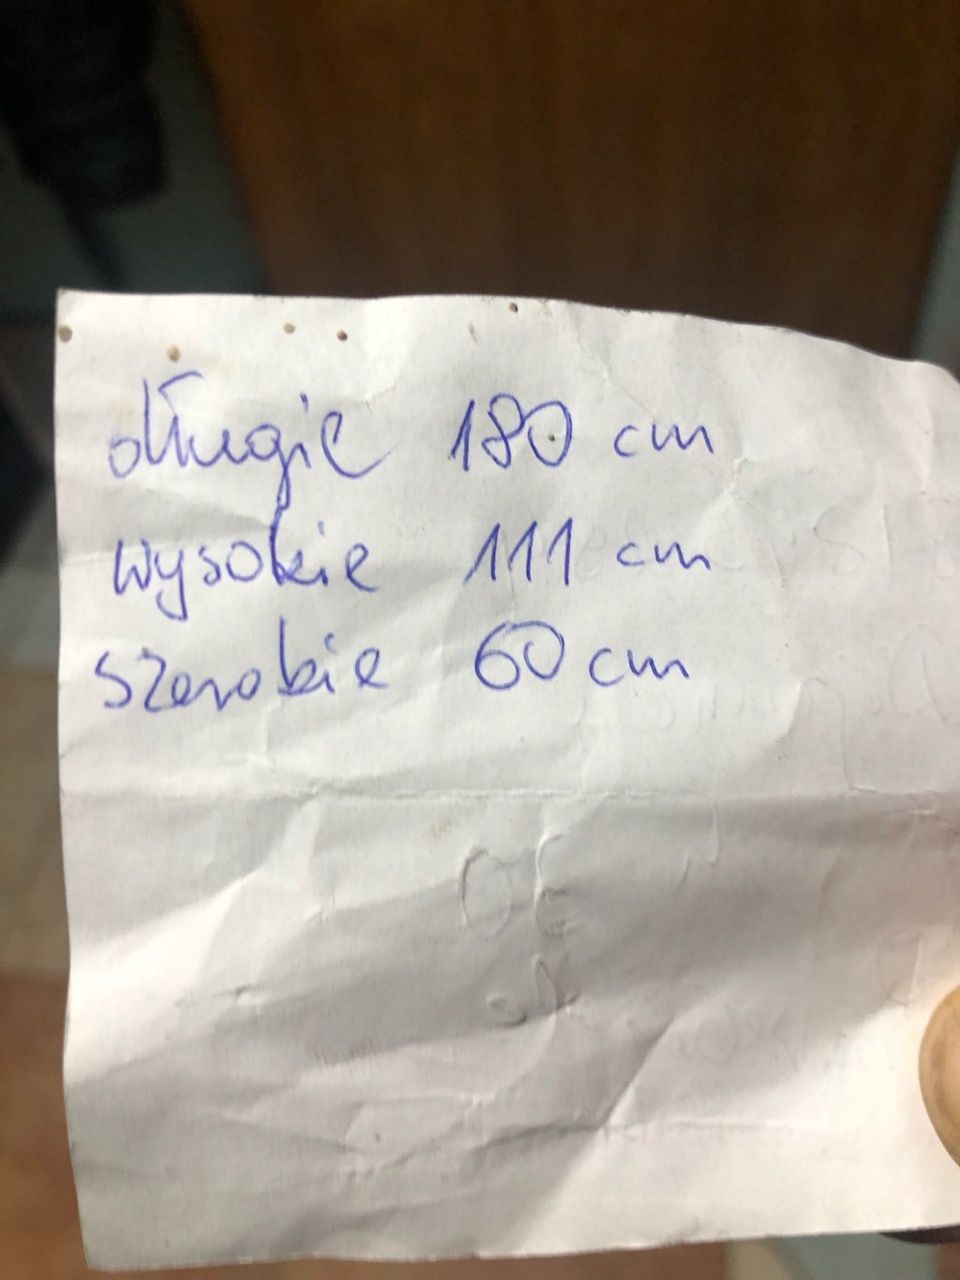 długie 180 cm
wysokie 111 cm
szerokie 60 cm